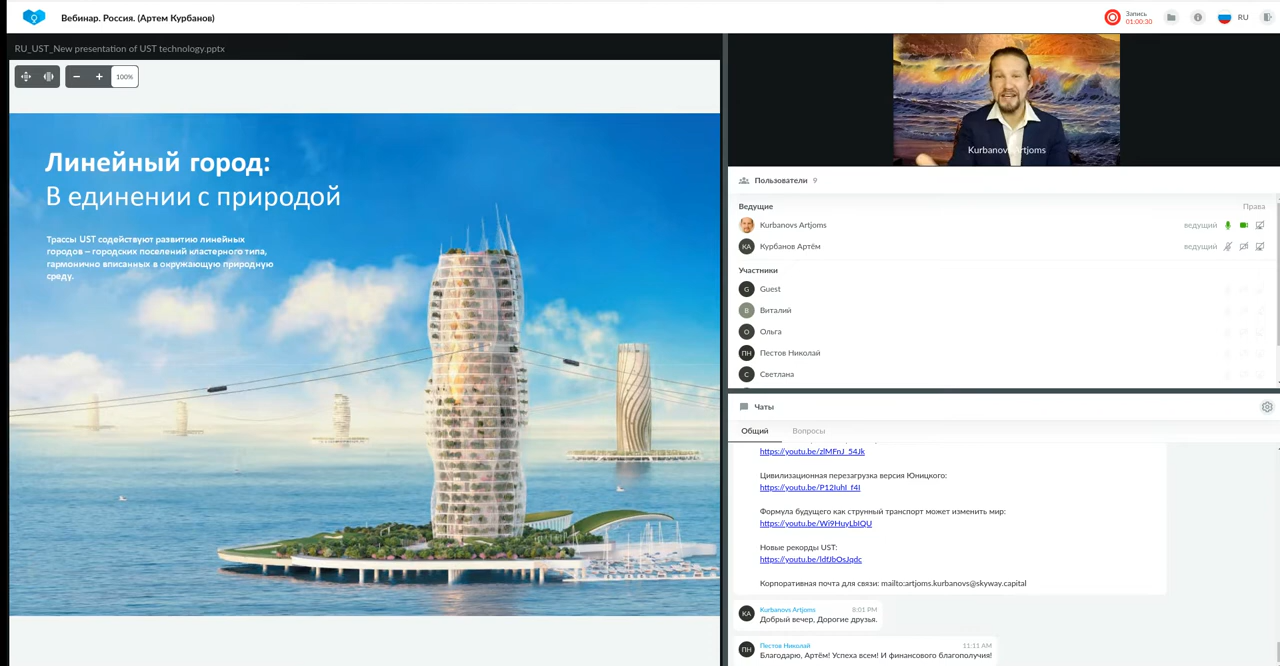 Вебинар. Россия. (Артем Курбанов)
Запись
01:00:30
RU
RU_UST_New presentation of UST technology.pptx
100%
Линейный город:
В единении с природой
Трассы UST содействуют развитию линейных
городов – городских поселений кластерного типа,
гармонично вписанных в окружающую природную
среду.
Kurbanovs Artjoms
Пользователи 9
Ведущие Права
Kurbanovs Artjoms ведущий
КА Курбанов Артём ведущий
Участники
G Guest
В Виталий
О Ольга
ПН Пестов Николай
С Светлана
Чаты
Общий Вопросы
https://youtu.be/zlMFnJ_54Jk
Цивилизационная перезагрузка версия Юницкого:
https://youtu.be/P12Iuhl_f4I
Формула будущего как струнный транспорт может изменить мир:
https://youtu.be/Wi9HuyLbIQU
Новые рекорды UST:
https://youtu.be/ldfJbOsJqdc
Корпоративная почта для связи: mailto:artjoms.kurbanovs@skyway.capital
KA Kurbanovs Artjoms 8:01 PM
Добрый вечер, Дорогие друзья.
ПН Пестов Николай 11:11 AM
Благодарю, Артём! Успеха всем! И финансового благополучия!